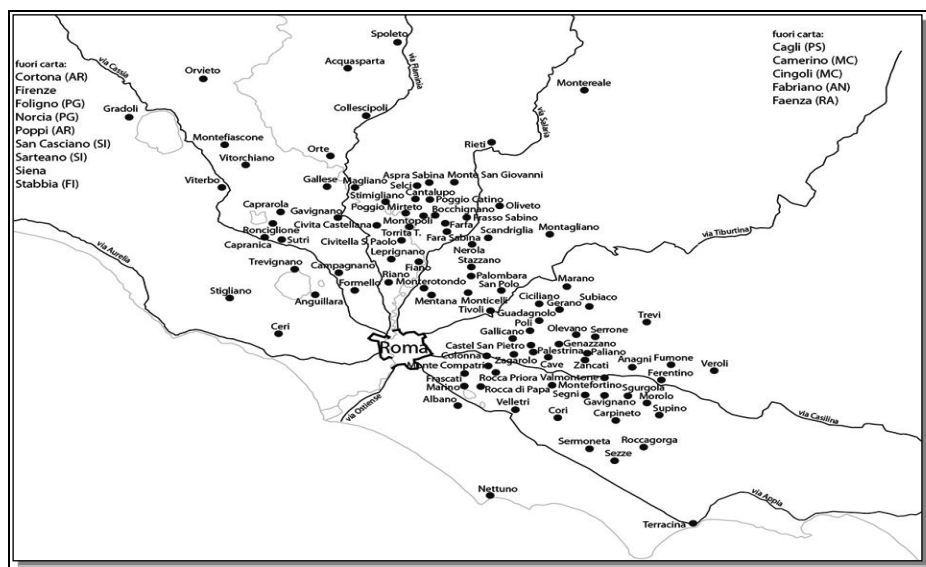 fuori carta:
Cortona (AR)
Firenze
Foligno (PG)
Norcia (PG)
Poppi (AR)
San Casciano (SI)
Sarteano (SI)
Siena
Stabbia (FI)
fuori carta:
Cagli (PS)
Camerino (MC)
Cingoli (MC)
Fabriano (AN)
Faenza (RA)
Spoleto
via Cassia
via Flaminia
Acquasparta
Orvieto
Montereale
Gradoli
Collescipoli
via Salaria
Montefiascone
Rieti
Orte
Vitorchiano
Viterbo
Gallese
Magliano
Aspra Sabina
Monte San Giovanni
Selci
Stimigliano
Cantalupo
Caprarola
Gavignano
Poggio Mirteto
Poggio Catino
Bocchignano
Oliveto
Frasso Sabino
Ronciglione
Civita Castellana
Montopoli
Farfa
Torrita T.
Fara Sabina
Scandriglia
Montagliano
via Tiburtina
Capranica
Sutri
Civitella S. Paolo
Nerola
via Aurelia
Leprignano
Stazzano
Trevignano
Campagnano
Fiano
Riano
Palombara
Formello
Monterotondo
San Polo
Marano
Stigliano
Anguillara
Mentana
Monticelli
Ciciliano
Gerano
Subiaco
Tivoli
Guadagnolo
Trevi
Ceri
Poli
Gallicano
Olevano
Serrone
Roma
Castel San Pietro
Genazzano
Colonna
Palestrina
Paliano
Zagarolo
Cave
Zancati
Anagni
Fumone
Veroli
Monte Compatri
Ferentino
Frascati
Rocca Priora
Valmontone
Marino
Rocca di Papa
Montefortino
Sgurgola
Segni
Morolo
Albano
Gavignano
Velletri
Cori
Carpineto
Supino
via Ostiense
via Casilina
Sermoneta
Roccagorga
Sezze
Nettuno
via Appia
Terracina